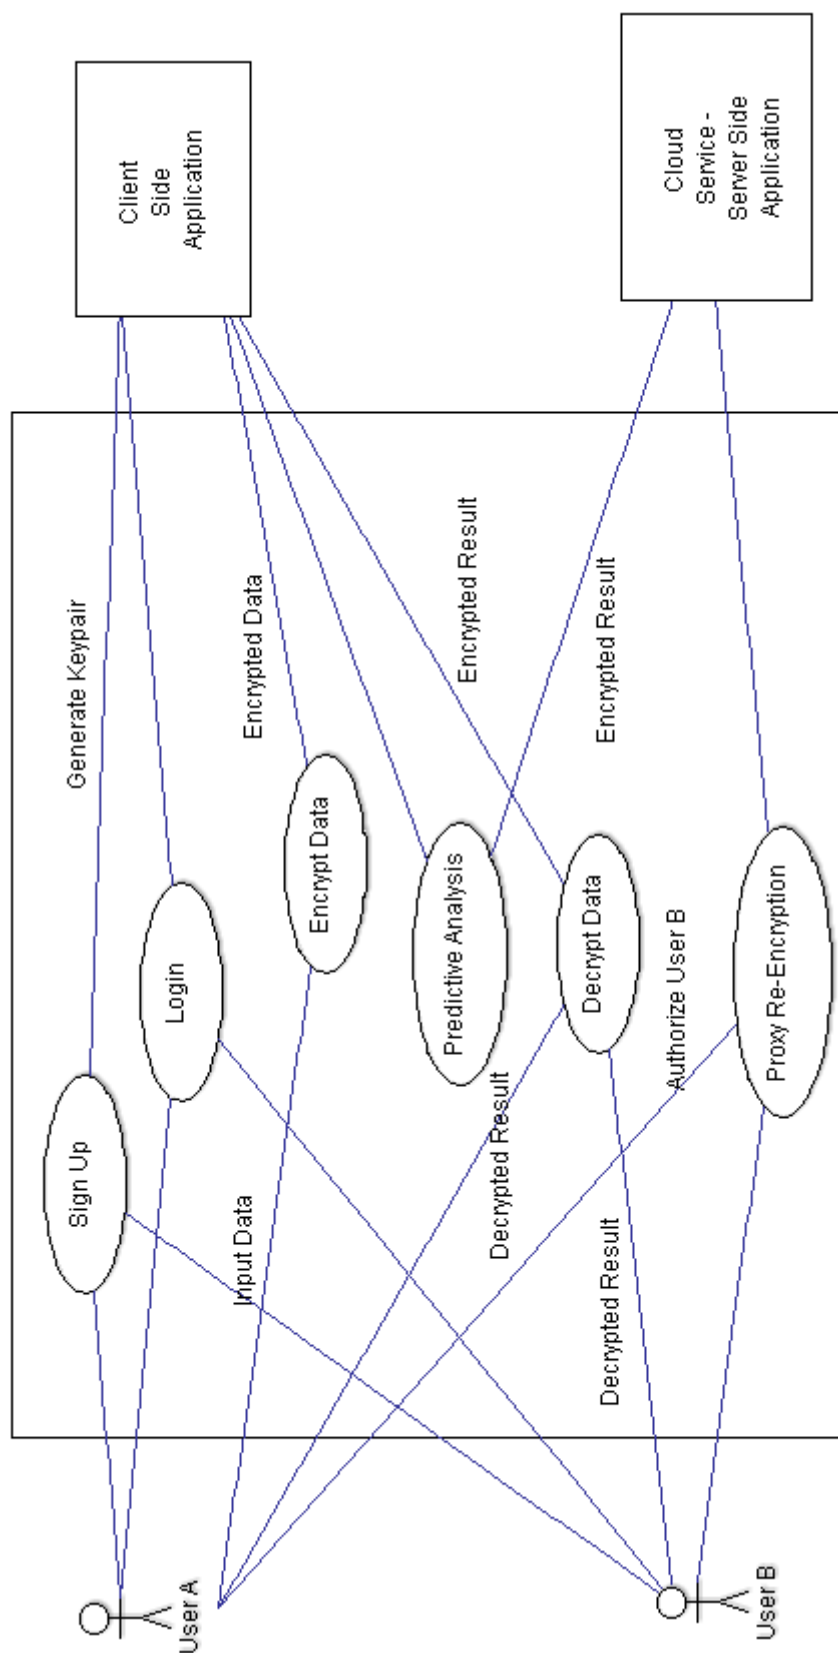 Client
Side
Application
Cloud
Service -
Server Side
Application
Generate Keypair
Encrypted Data
Encrypted Result
Encrypted Result
Sign Up
Login
Encrypt Data
Predictive Analysis
Decrypt Data
Proxy Re-Encryption
Input Data
Decrypted Result
Authorize User B
Decrypted Result
User A
User B